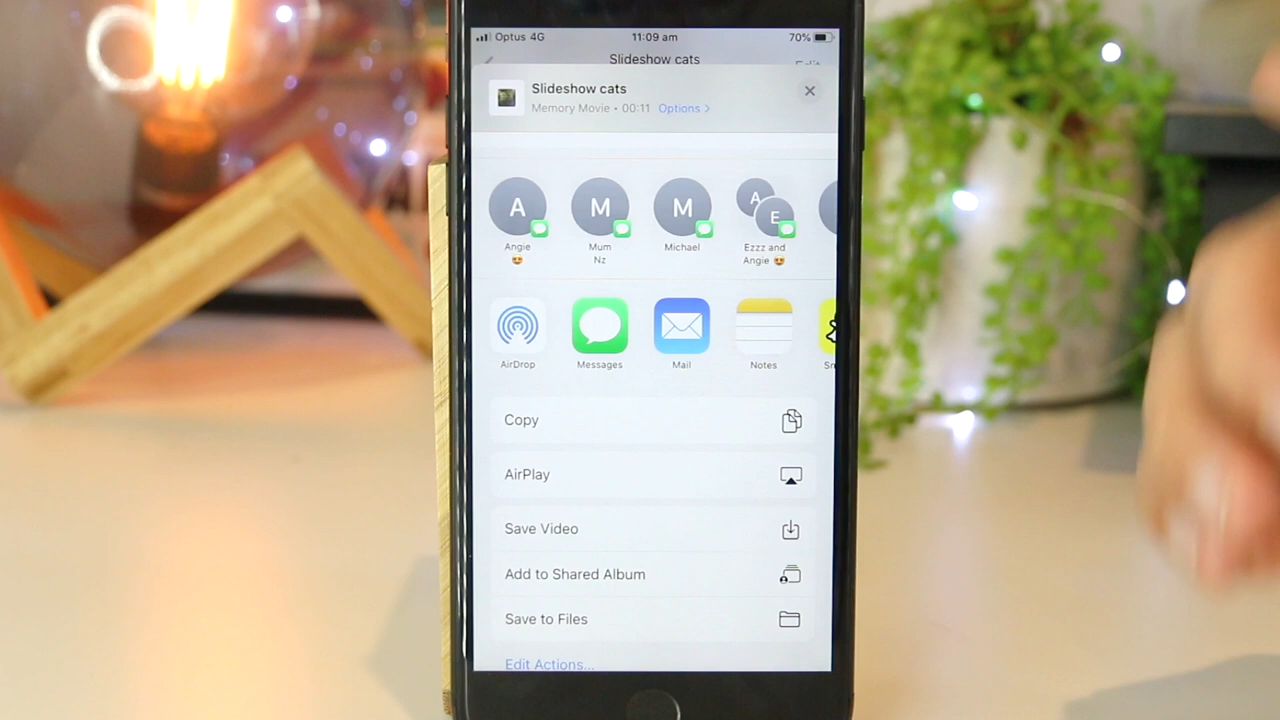 Optus 4G 11:09 am 70%
Slideshow cats Edit
Slideshow cats
Memory Movie • 00:11 Options >
A M M A E
Angie 😍 Mum Nz Michael Ezzz and Angie 😍
AirDrop Messages Mail Notes Sn
Copy
AirPlay
Save Video
Add to Shared Album
Save to Files
Edit Actions...